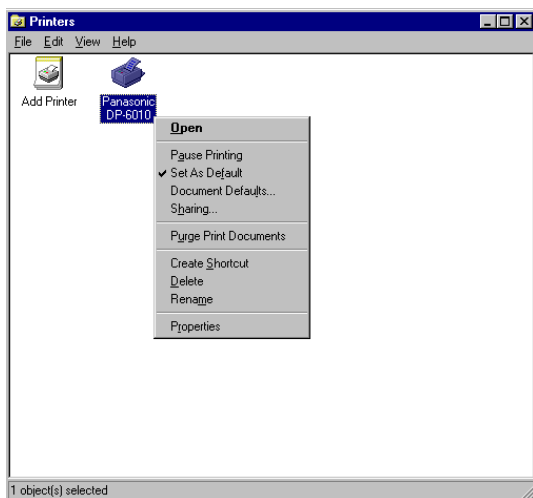 Printers
File Edit View Help
Add Printer
Panasonic
DP-6010
Open
Pause Printing
Set As Default
Document Defaults...
Sharing...
Purge Print Documents
Create Shortcut
Delete
Rename
Properties
1 object(s) selected